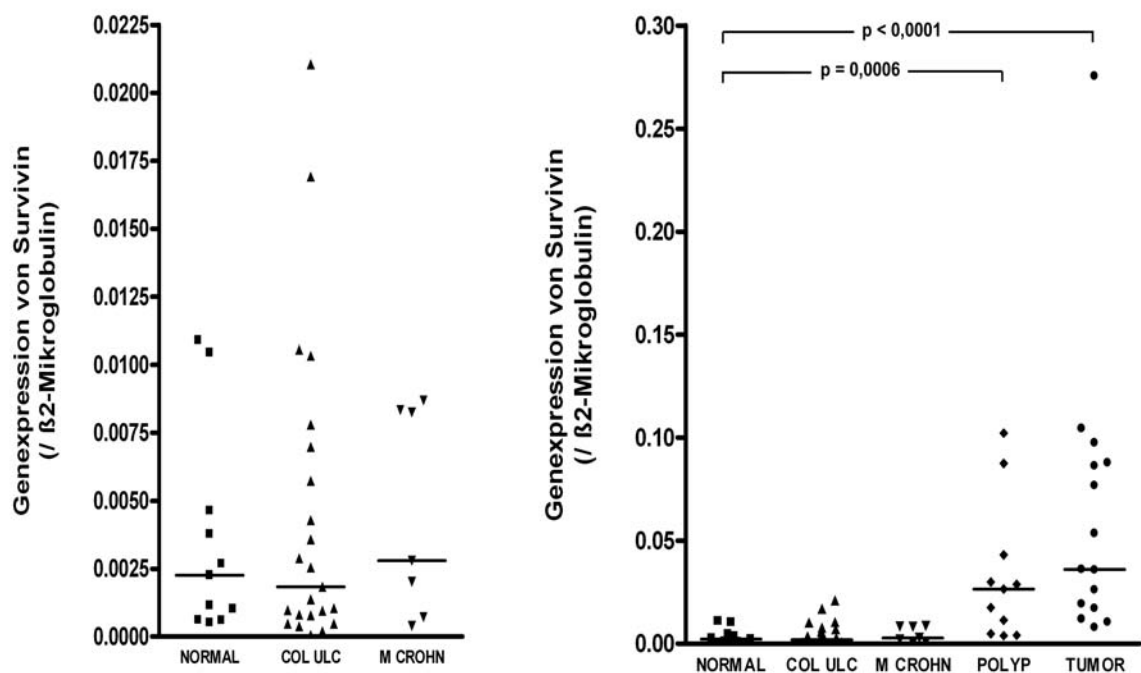 Genexpression von Survivin
(/ ß2-Mikroglobulin)
0.0225
0.0200
0.0175
0.0150
0.0125
0.0100
0.0075
0.0050
0.0025
0.0000
NORMAL
COL ULC
M CROHN
Genexpression von Survivin
(/ ß2-Mikroglobulin)
0.30
0.25
0.20
0.15
0.10
0.05
0.00
p < 0,0001
p = 0,0006
NORMAL
COL ULC
M CROHN
POLYP
TUMOR